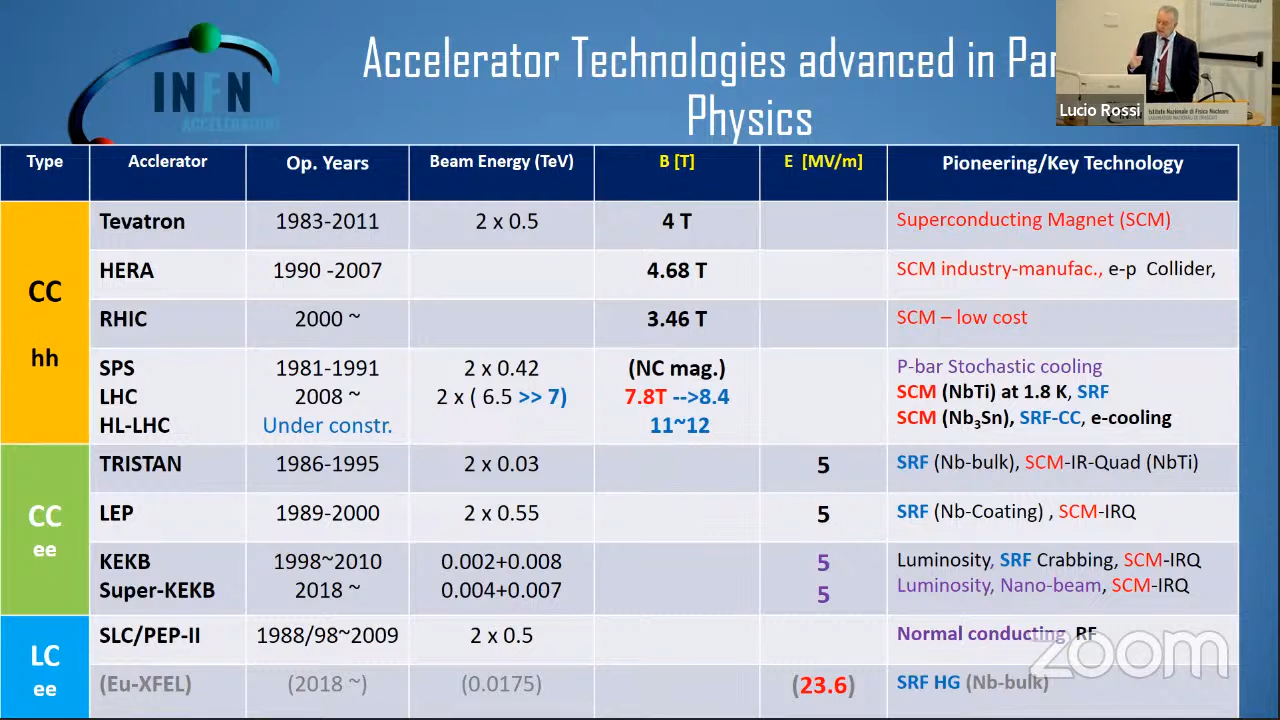 INFN
ACCELERATORI
Accelerator Technologies advanced in Par
Physics
Lucio Rossi
Istituto Nazionale di Fisica Nucleare
Type Acclerator Op. Years Beam Energy (TeV) B [T] E [MV/m] Pioneering/Key Technology
CC
hh
Tevatron 1983-2011 2 x 0.5 4 T Superconducting Magnet (SCM)
HERA 1990 -2007 4.68 T SCM industry-manufac., e-p Collider,
RHIC 2000 ~ 3.46 T SCM – low cost
SPS 1981-1991 2 x 0.42 (NC mag.) P-bar Stochastic cooling
LHC 2008 ~ 2 x ( 6.5 >> 7) 7.8T -->8.4 SCM (NbTi) at 1.8 K, SRF
HL-LHC Under constr. 11~12 SCM (Nb3Sn), SRF-CC, e-cooling
CC
ee
TRISTAN 1986-1995 2 x 0.03 5 SRF (Nb-bulk), SCM-IR-Quad (NbTi)
LEP 1989-2000 2 x 0.55 5 SRF (Nb-Coating) , SCM-IRQ
KEKB 1998~2010 0.002+0.008 5 Luminosity, SRF Crabbing, SCM-IRQ
Super-KEKB 2018 ~ 0.004+0.007 5 Luminosity, Nano-beam, SCM-IRQ
LC
ee
SLC/PEP-II 1988/98~2009 2 x 0.5 Normal conducting RF
(Eu-XFEL) (2018 ~) (0.0175) (23.6) SRF HG (Nb-bulk)
zoom